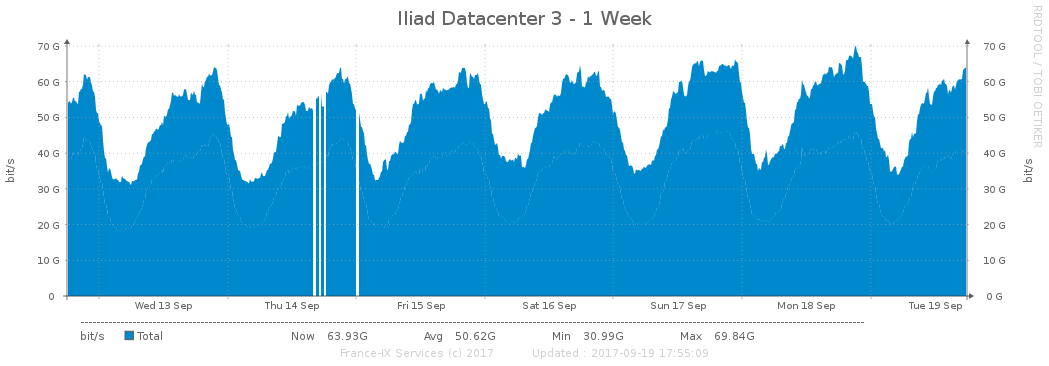 Iliad Datacenter 3 - 1 Week
RRDTOOL / TOBI OETIKER
70 G 70 G
60 G 60 G
50 G 50 G
40 G 40 G
30 G 30 G
20 G 20 G
10 G 10 G
0 0 G
bit/s
bit/s
Wed 13 Sep Thu 14 Sep Fri 15 Sep Sat 16 Sep Sun 17 Sep Mon 18 Sep Tue 19 Sep
bit/s Total Now 63.93G Avg 50.62G Min 30.99G Max 69.84G
France-IX Services (c) 2017 Updated : 2017-09-19 17:55:09